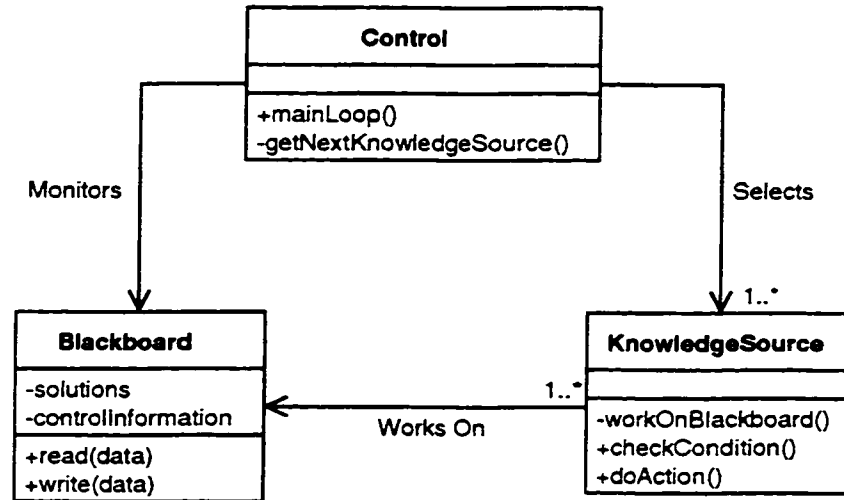 Control
+mainLoop()
-getNextKnowledgeSource()
Monitors
Selects
1..*
Blackboard
-solutions
-controlInformation
+read(data)
+write(data)
1..*
Works On
KnowledgeSource
-workOnBlackboard()
+checkCondition()
+doAction()